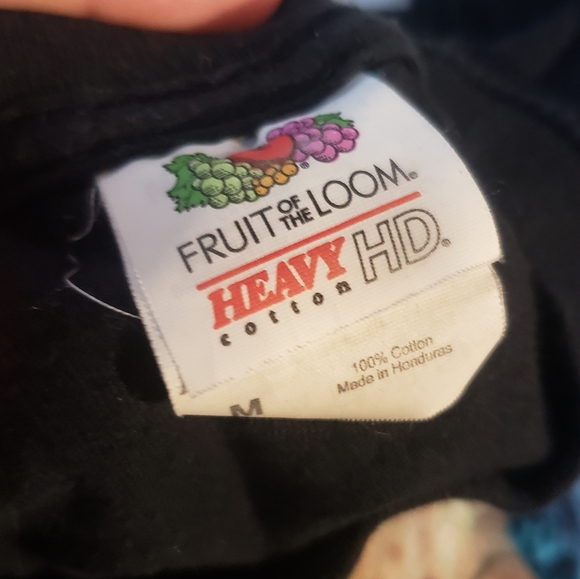 FRUIT OF THE LOOM®
HEAVY HD®
cotton
100% Cotton
M
Made in Honduras